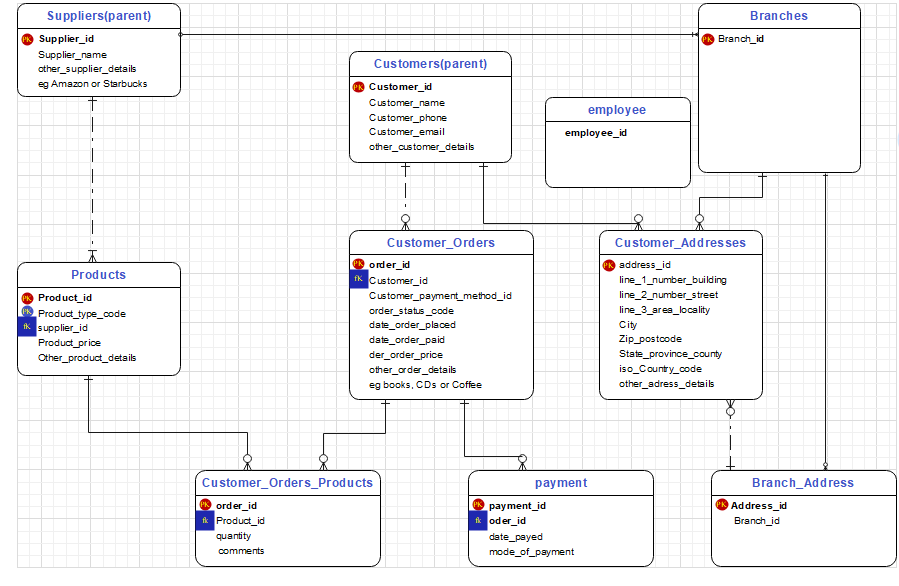 Suppliers(parent)
PK Supplier_id
Supplier_name
other_supplier_details
eg Amazon or Starbucks
Branches
PK Branch_id
Customers(parent)
PK Customer_id
Customer_name
Customer_phone
Customer_email
other_customer_details
employee
employee_id
Customer_Orders
PK order_id
fK Customer_id
Customer_payment_method_id
order_status_code
date_order_placed
date_order_paid
der_order_price
other_order_details
eg books, CDs or Coffee
Customer_Addresses
PK address_id
line_1_number_building
line_2_number_street
line_3_area_locality
City
Zip_postcode
State_province_county
iso_Country_code
other_adress_details
Products
PK Product_id
PK Product_type_code
fK supplier_id
Product_price
Other_product_details
Customer_Orders_Products
PK order_id
fk Product_id
quantity
comments
payment
PK payment_id
fk oder_id
date_payed
mode_of_payment
Branch_Address
PK Address_id
Branch_id